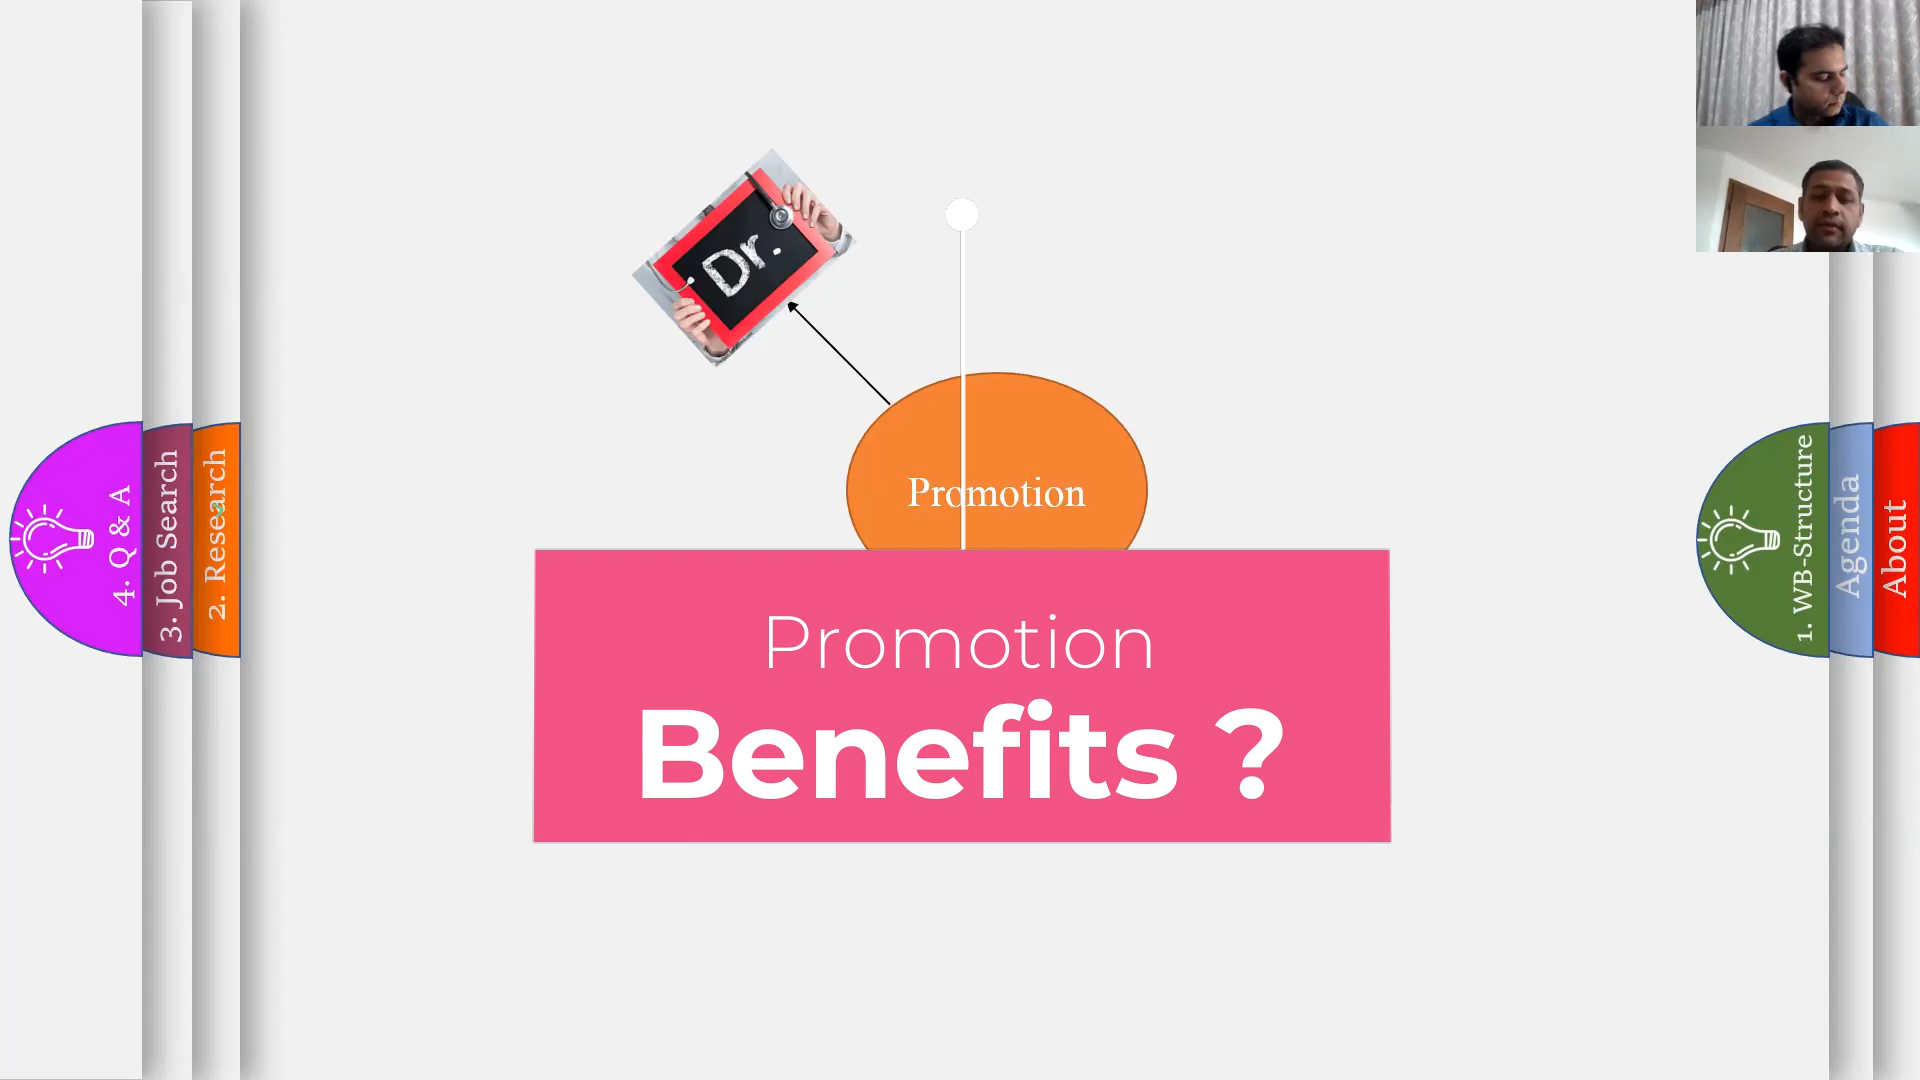 Dr.
Promotion
Promotion
Benefits ?
4. Q & A
3. Job Search
2. Research
1. WB-Structure
Agenda
About